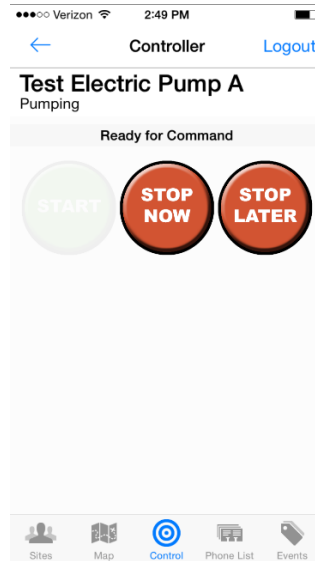 Verizon 2:49 PM
Controller Logout
Test Electric Pump A
Pumping
Ready for Command
START STOP NOW STOP LATER
Sites Map Control Phone List Events